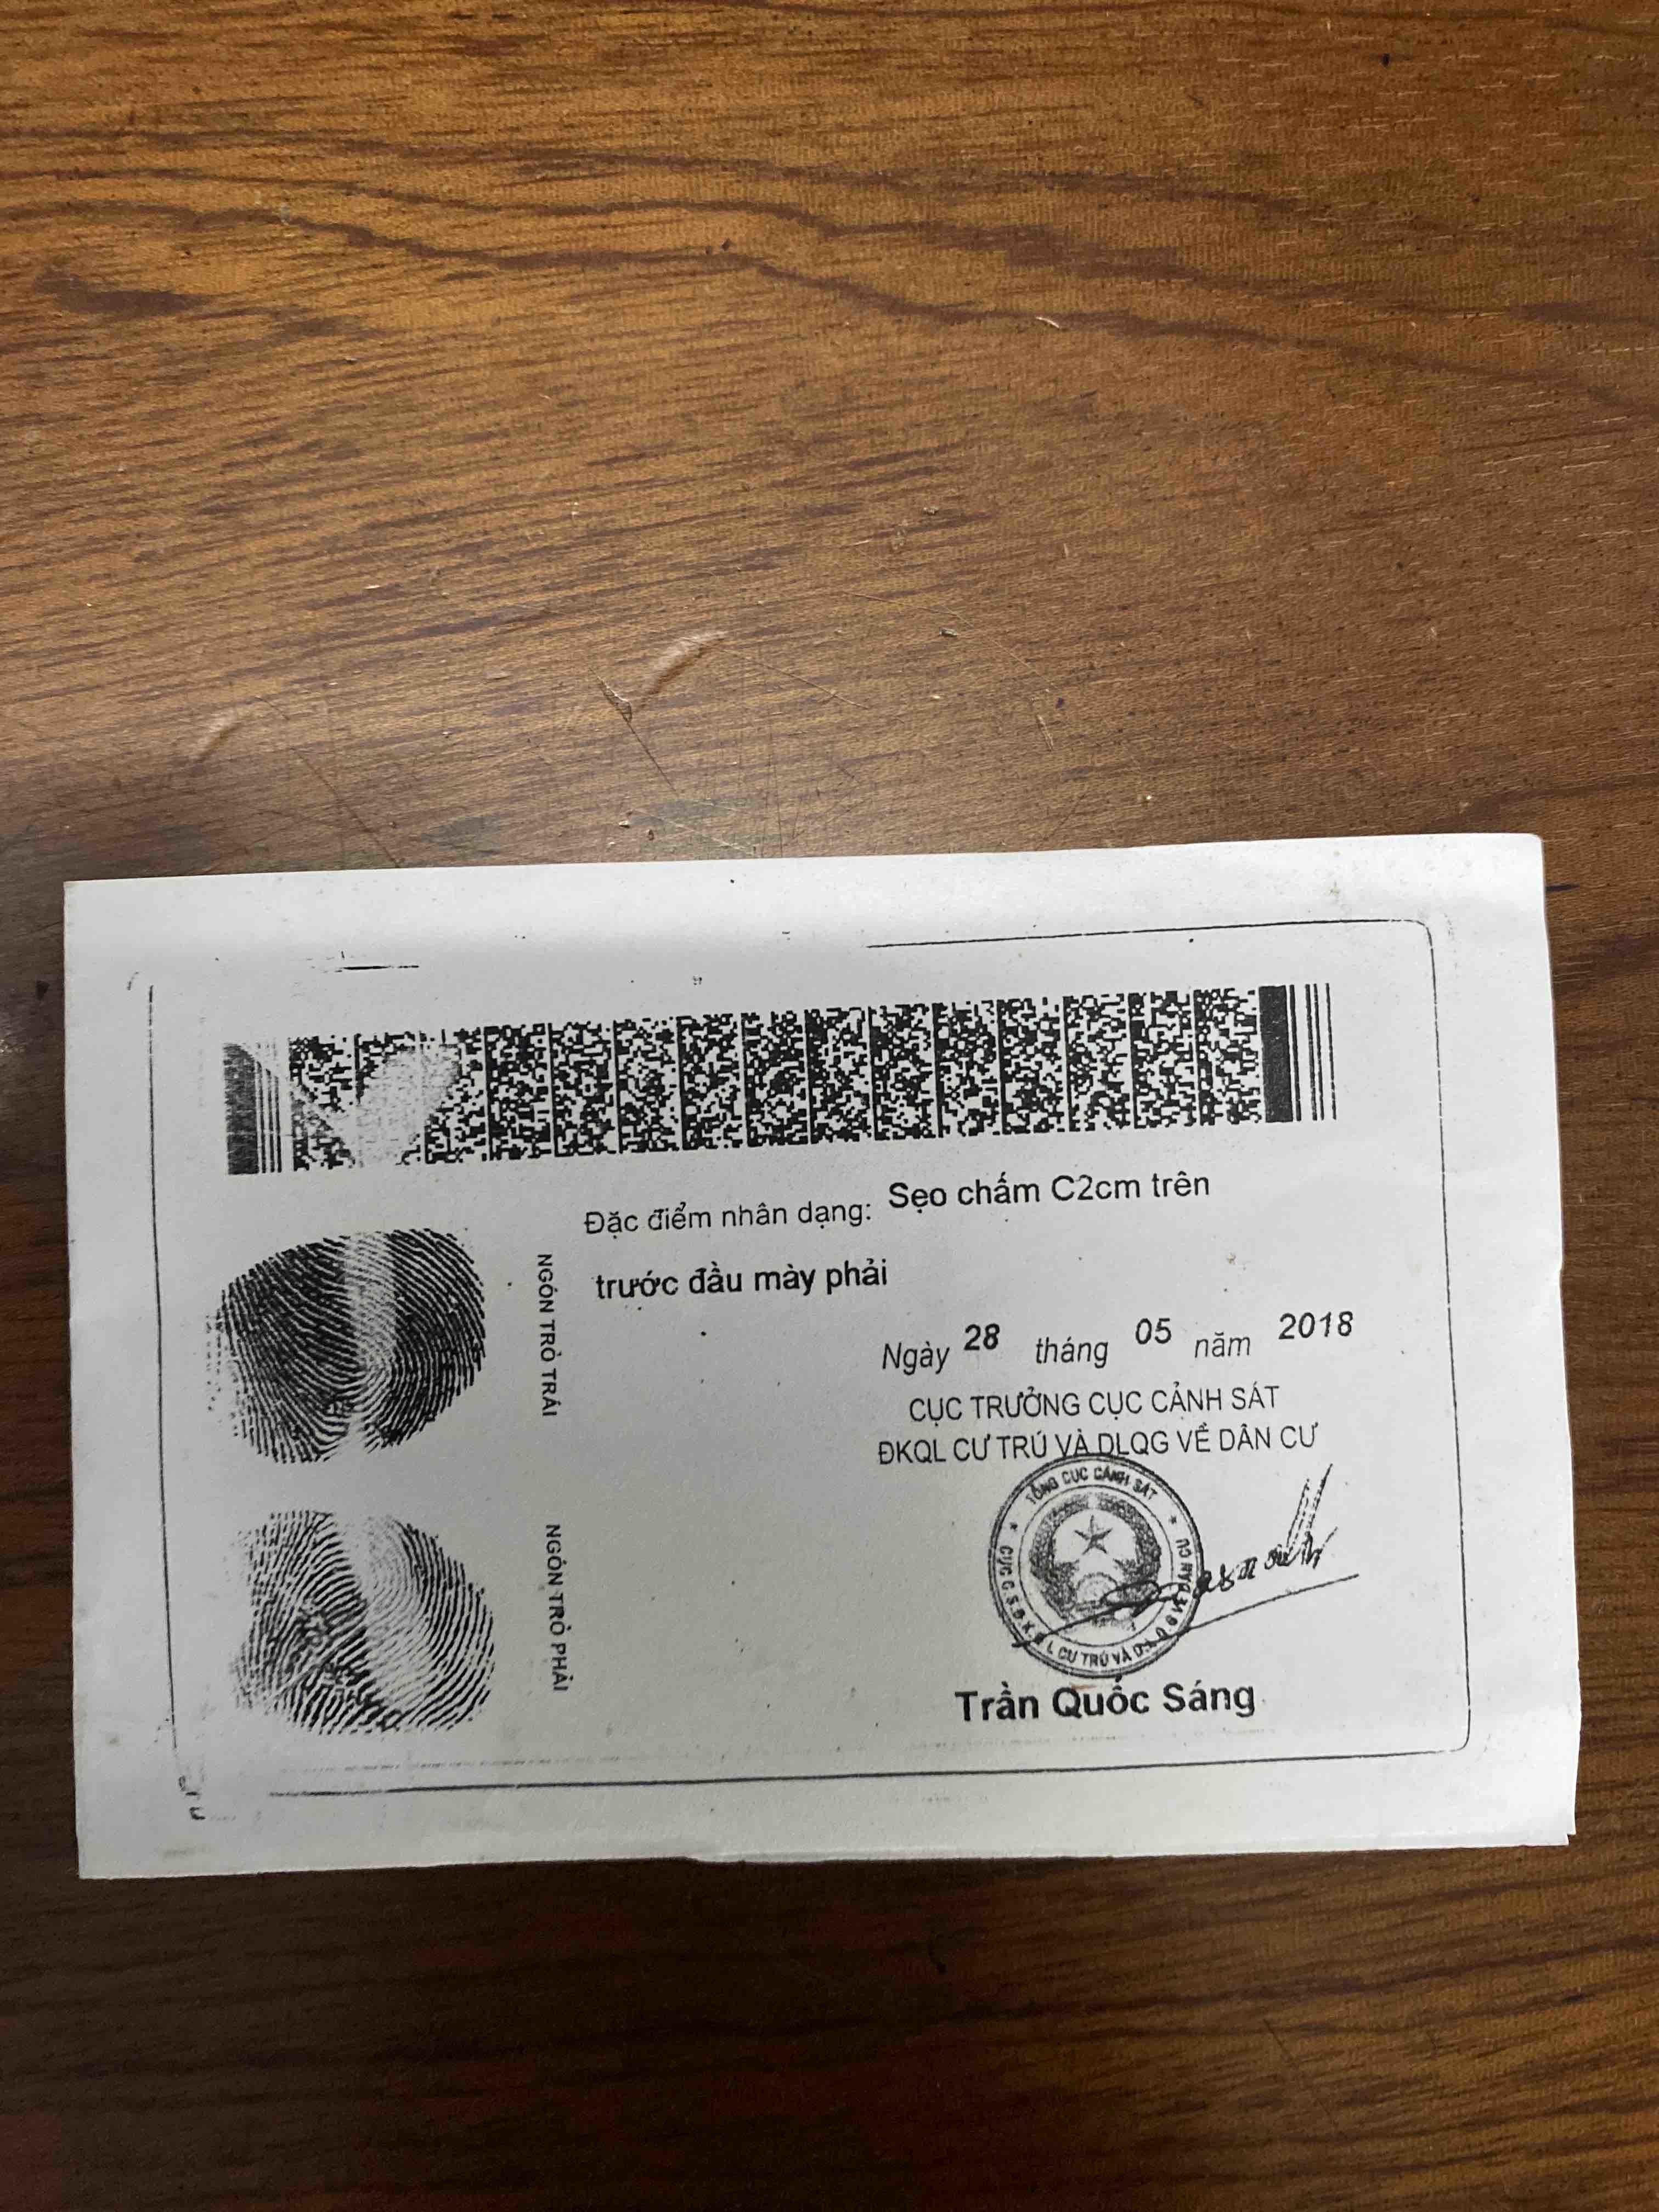 Đặc điểm nhân dạng: Sẹo chấm C2cm trên
trước đầu mày phải
NGÓN TRỎ TRÁI
Ngày 28 tháng 05 năm 2018
CỤC TRƯỞNG CỤC CẢNH SÁT
ĐKQL CƯ TRÚ VÀ DLQG VỀ DÂN CƯ
TỔNG CỤC CẢNH SÁT
NGÓN TRỎ PHẢI
Trần Quốc Sáng